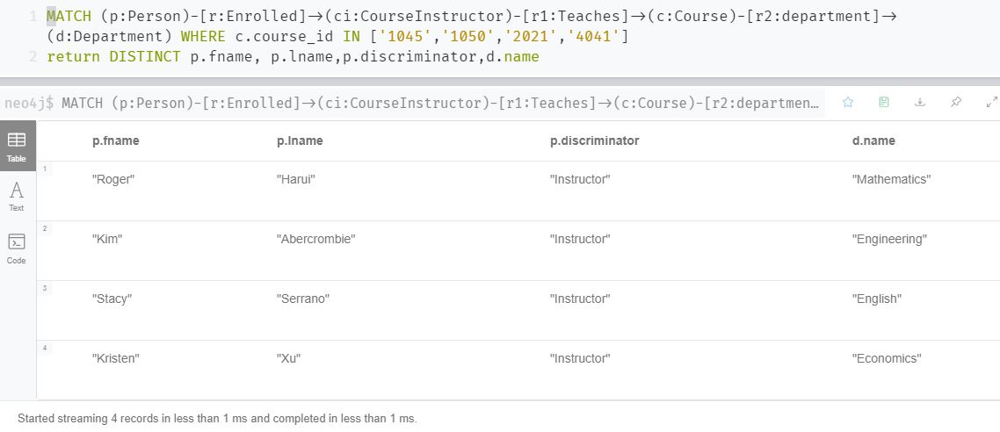 1 MATCH (p:Person)-[r:Enrolled]→(ci:CourseInstructor)-[r1:Teaches]→(c:Course)-[r2:department]→
(d:Department) WHERE c.course_id IN ['1045','1050','2021','4041']
2 return DISTINCT p.fname, p.lname,p.discriminator,d.name
neo4j$ MATCH (p:Person)-[r:Enrolled]→(ci:CourseInstructor)-[r1:Teaches]→(c:Course)-[r2:departmen…
Table
Text
Code
p.fname p.lname p.discriminator d.name
1 "Roger" "Harui" "Instructor" "Mathematics"
2 "Kim" "Abercrombie" "Instructor" "Engineering"
3 "Stacy" "Serrano" "Instructor" "English"
4 "Kristen" "Xu" "Instructor" "Economics"
Started streaming 4 records in less than 1 ms and completed in less than 1 ms.